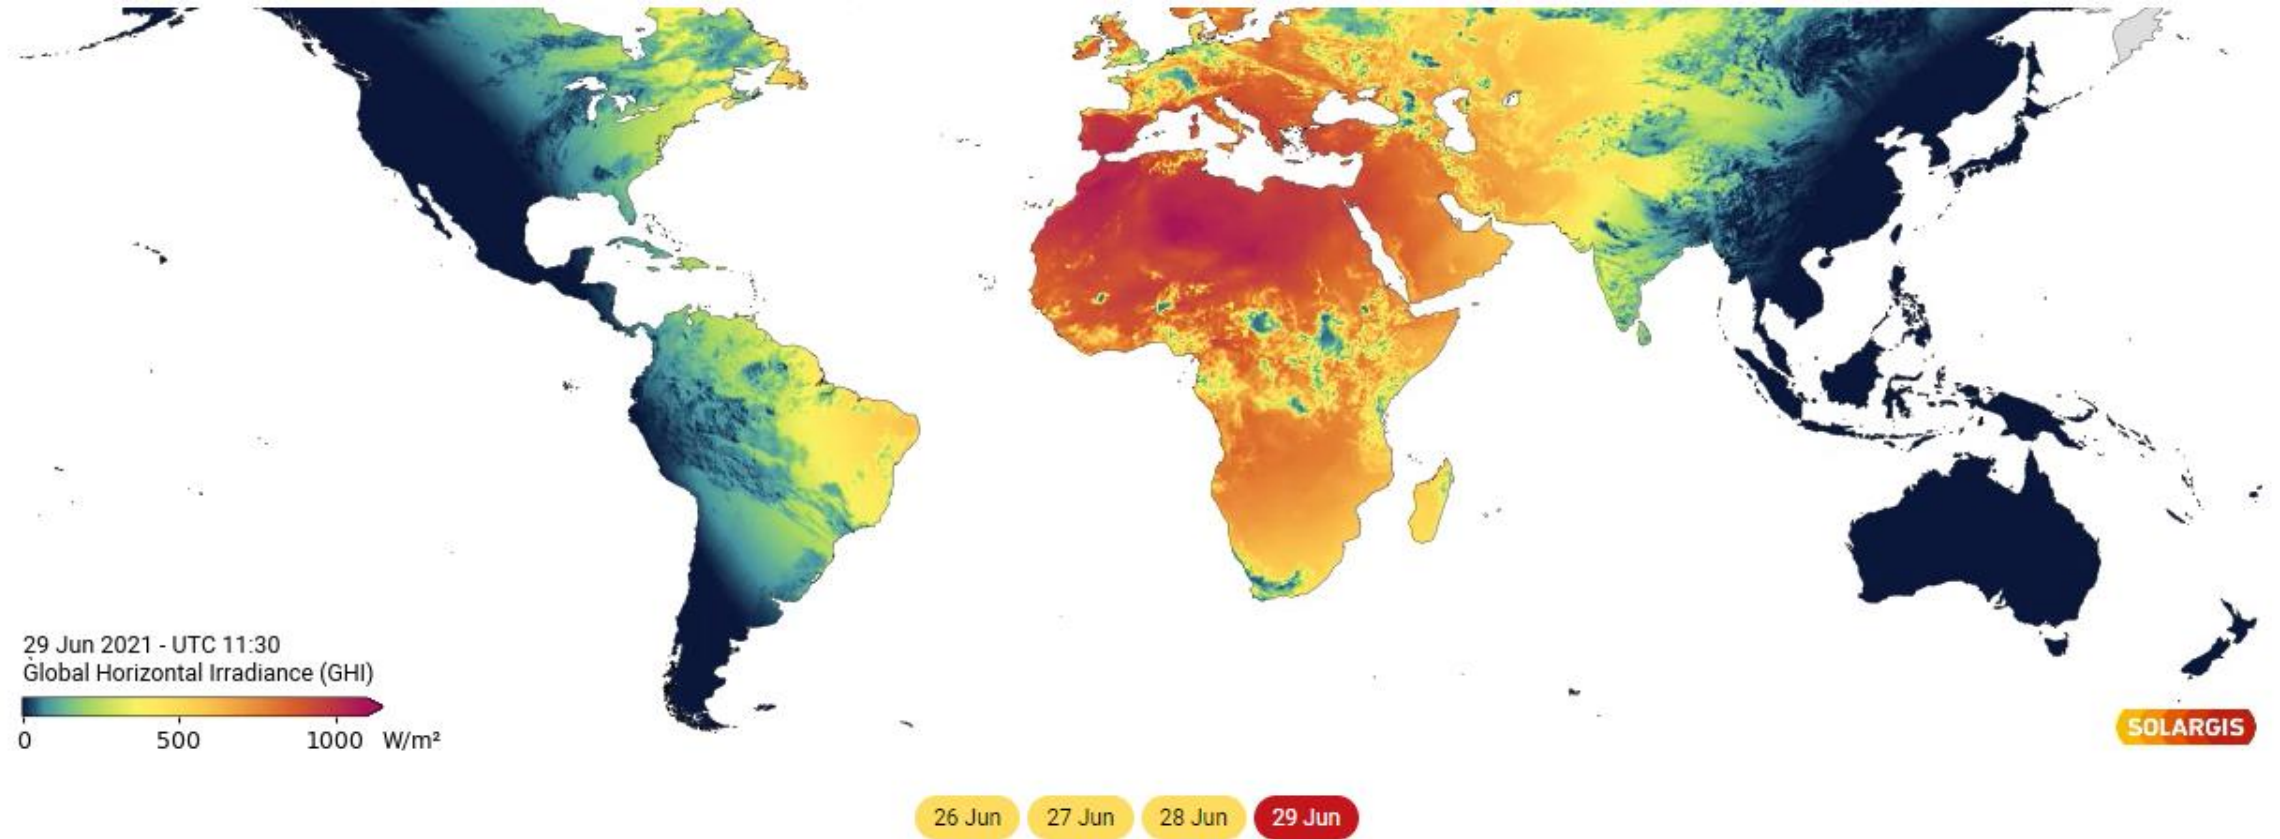 29 Jun 2021 - UTC 11:30
Global Horizontal Irradiance (GHI)
0 500 1000 W/m²
SOLARGIS
26 Jun 27 Jun 28 Jun 29 Jun